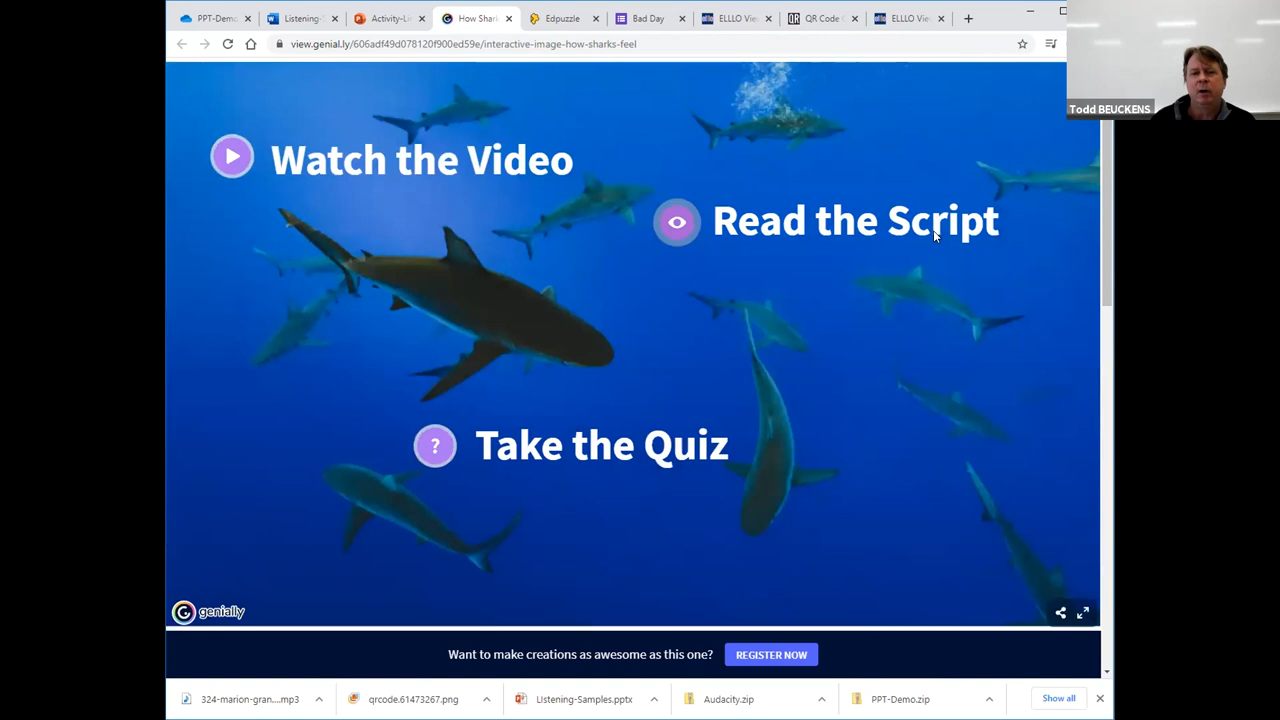 PPT-Demo
Listening-
Activity-Li
How Shar
Edpuzzle
Bad Day
ELLLO Vie
QR Code
ELLLO Vie
view.genial.ly/606adf49d078120f900ed59e/interactive-image-how-sharks-feel
Todd BEUCKENS
Watch the Video
Read the Script
? Take the Quiz
genially
Want to make creations as awesome as this one? REGISTER NOW
324-marion-gran....mp3
qrcode.61473267.png
Listening-Samples.pptx
Audacity.zip
PPT-Demo.zip
Show all